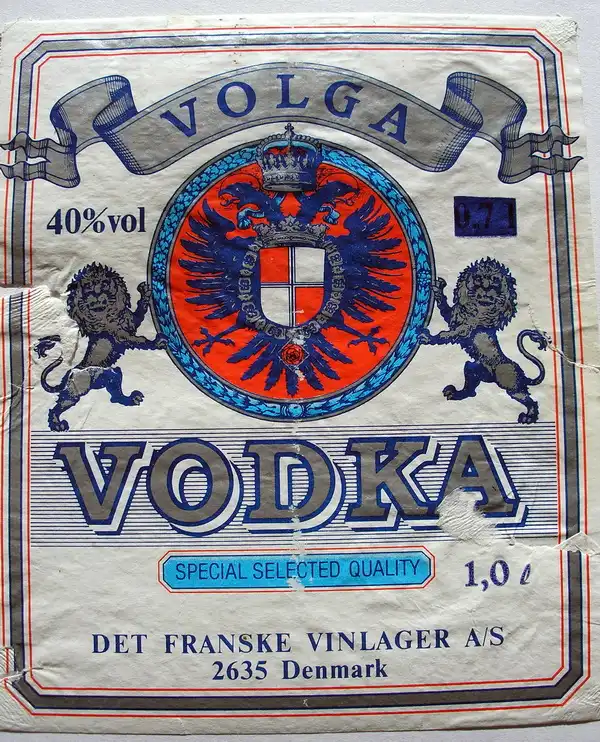 VOLGA
40%vol
0.7 l
VODKA
SPECIAL SELECTED QUALITY
1,0 l
DET FRANSKE VINLAGER A/S
2635 Denmark